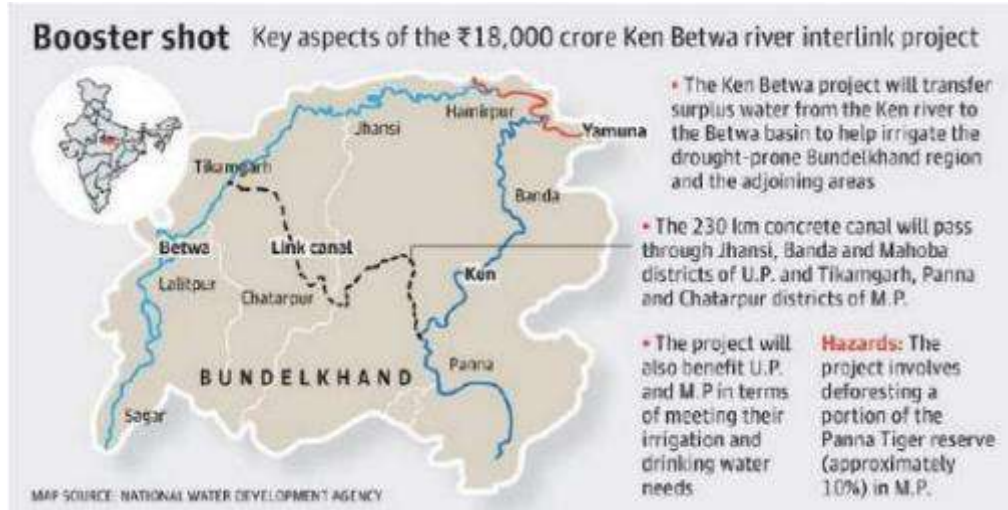 Booster shot Key aspects of the ₹18,000 crore Ken Betwa river interlink project
Hamirpur
Jhansi
Yamuna
Tikamgarh
Banda
Betwa
Link canal
Lalitpur
Ken
Chatarpur
Panna
BUNDELKHAND
Sagar
MAP SOURCE: NATIONAL WATER DEVELOPMENT AGENCY
• The Ken Betwa project will transfer
surplus water from the Ken river to
the Betwa basin to help irrigate the
drought-prone Bundelkhand region
and the adjoining areas
• The 230 km concrete canal will pass
through Jhansi, Banda and Mahoba
districts of U.P. and Tikamgarh, Panna
and Chatarpur districts of M.P.
• The project will
also benefit U.P.
and M.P in terms
of meeting their
irrigation and
drinking water
needs
Hazards: The
project involves
deforesting a
portion of the
Panna Tiger reserve
(approximately
10%) in M.P.